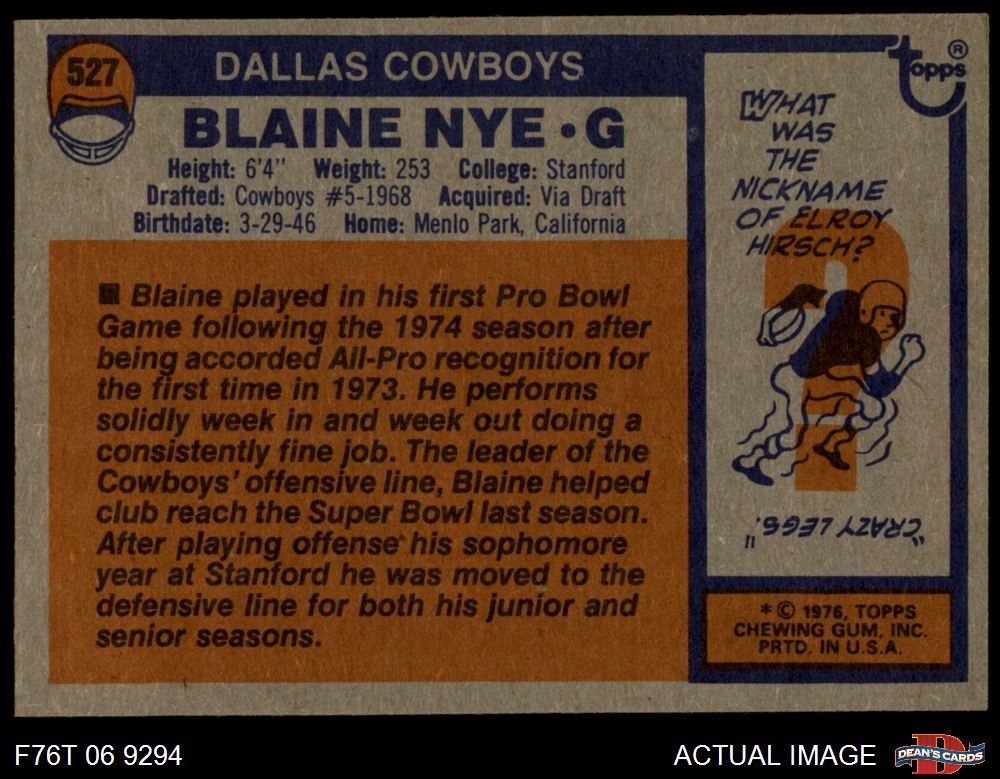 527
DALLAS COWBOYS
BLAINE NYE • G
Height: 6'4" Weight: 253 College: Stanford
Drafted: Cowboys #5-1968 Acquired: Via Draft
Birthdate: 3-29-46 Home: Menlo Park, California
■ Blaine played in his first Pro Bowl
Game following the 1974 season after
being accorded All-Pro recognition for
the first time in 1973. He performs
solidly week in and week out doing a
consistently fine job. The leader of the
Cowboys' offensive line, Blaine helped
club reach the Super Bowl last season.
After playing offense his sophomore
year at Stanford he was moved to the
defensive line for both his junior and
senior seasons.
Topps®
WHAT
WAS
THE
NICKNAME
OF ELROY
HIRSCH?
?
"CRAZY LEGS."
* © 1976, TOPPS
CHEWING GUM, INC.
PRTD. IN U.S.A.
F76T 06 9294
ACTUAL IMAGE
DEAN'S CARDS